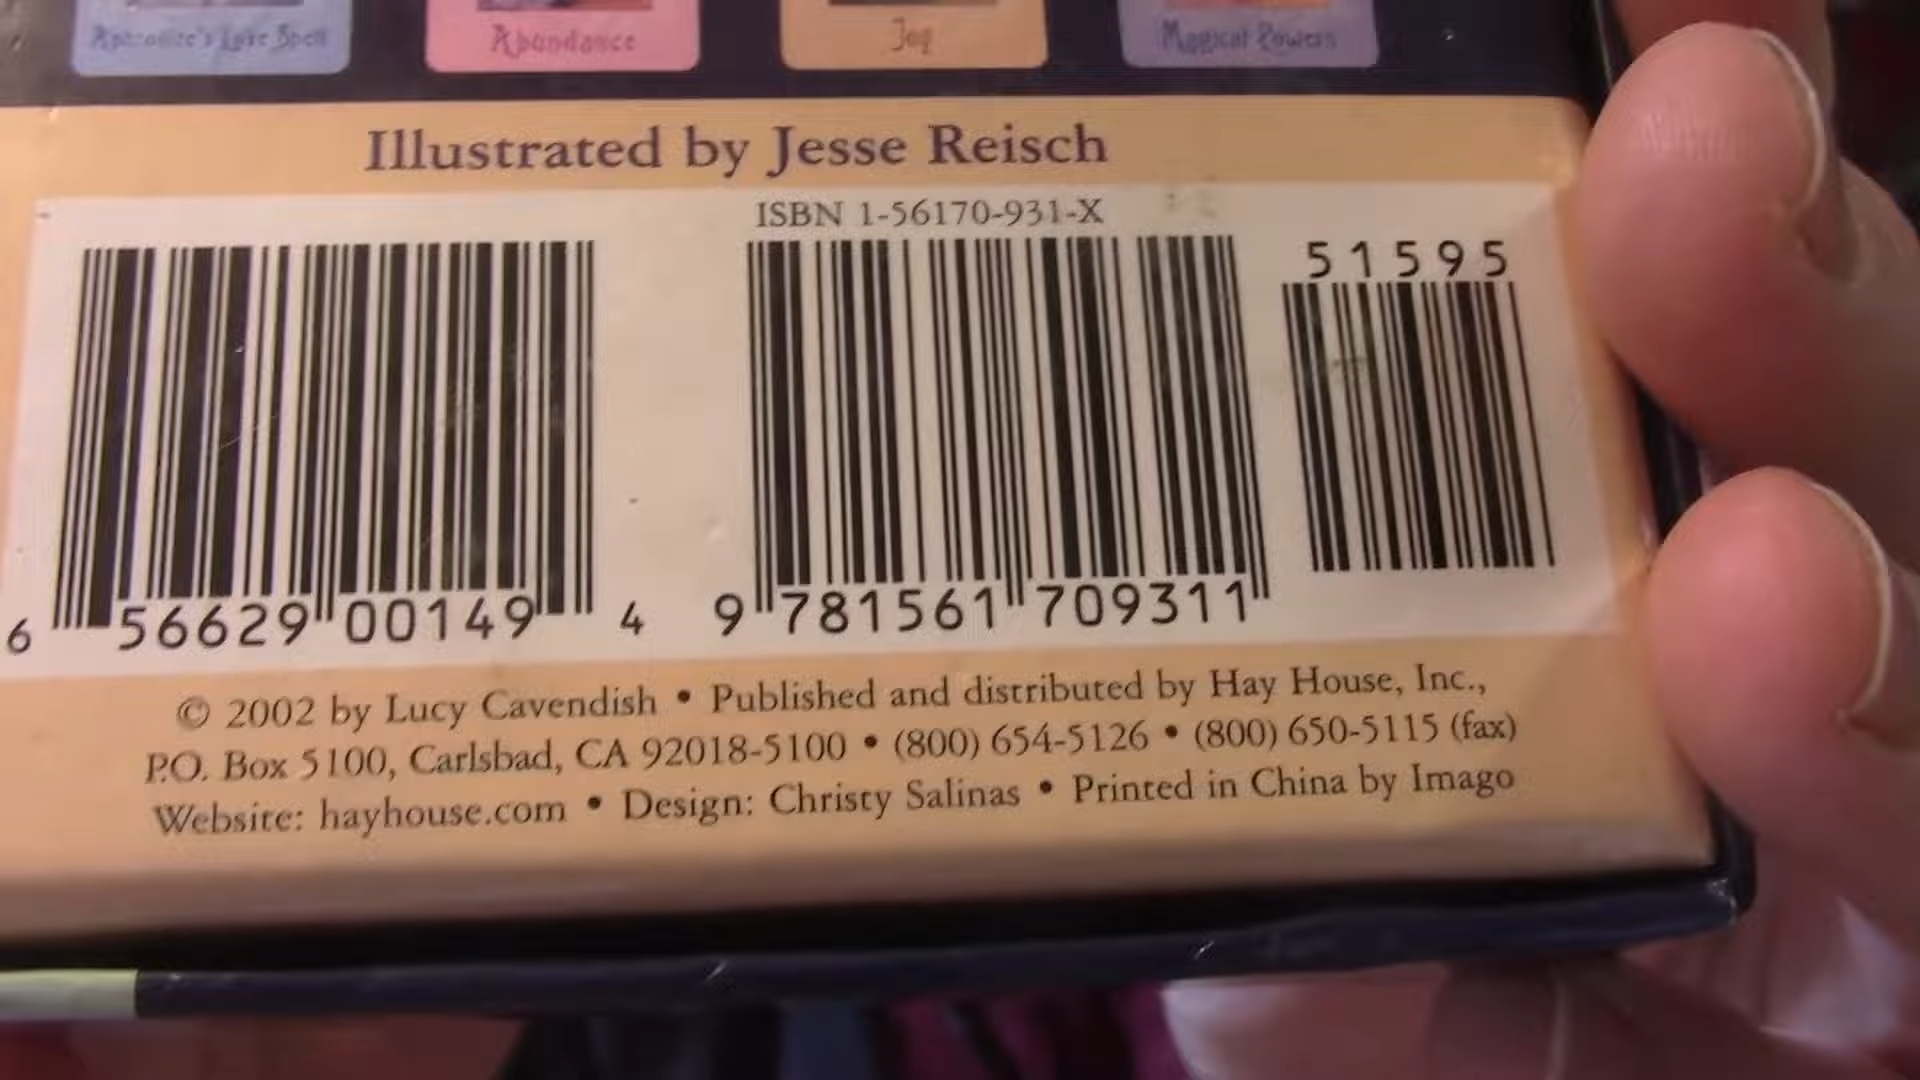 Aphrodite's Love Spell
Abundance
Joy
Magical Powers
Illustrated by Jesse Reisch
ISBN 1-56170-931-X
51595
6 56629 00149 4
9 781561 709311
© 2002 by Lucy Cavendish • Published and distributed by Hay House, Inc.,
P.O. Box 5100, Carlsbad, CA 92018-5100 • (800) 654-5126 • (800) 650-5115 (fax)
Website: hayhouse.com • Design: Christy Salinas • Printed in China by Imago